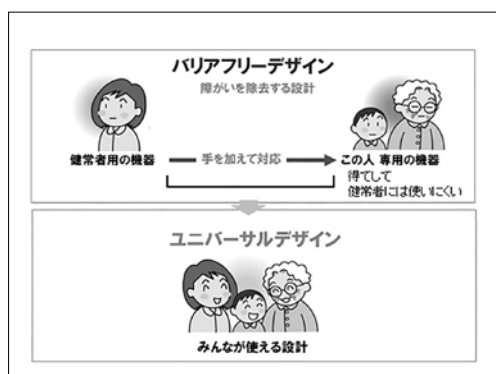 バリアフリーデザイン
障がいを除去する設計
健常者用の機器
手を加えて対応
この人 専用の機器
得てして
健常者には使いにくい
ユニバーサルデザイン
みんなが使える設計